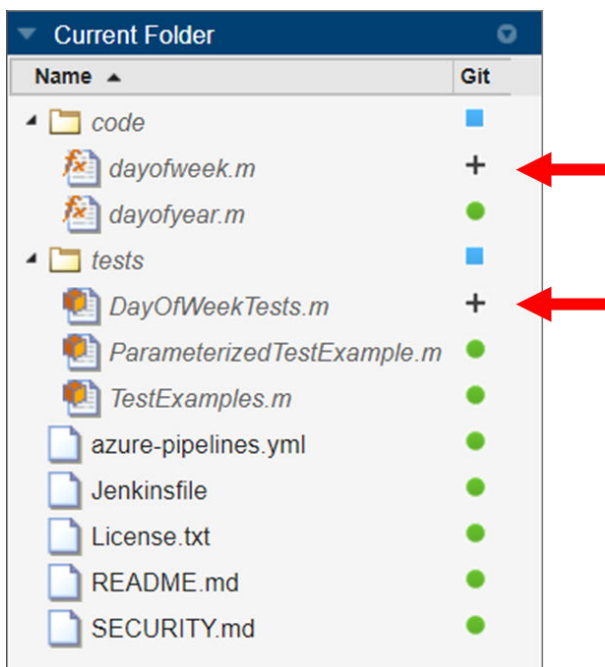 Current Folder
Name Git
code
dayofweek.m
dayofyear.m
tests
DayOfWeekTests.m
ParameterizedTestExample.m
TestExamples.m
azure-pipelines.yml
Jenkinsfile
License.txt
README.md
SECURITY.md